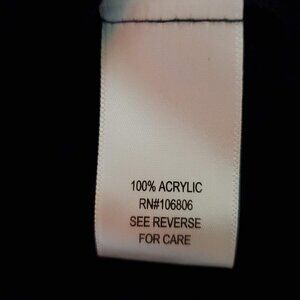 100% ACRYLIC
RN#106806
SEE REVERSE
FOR CARE